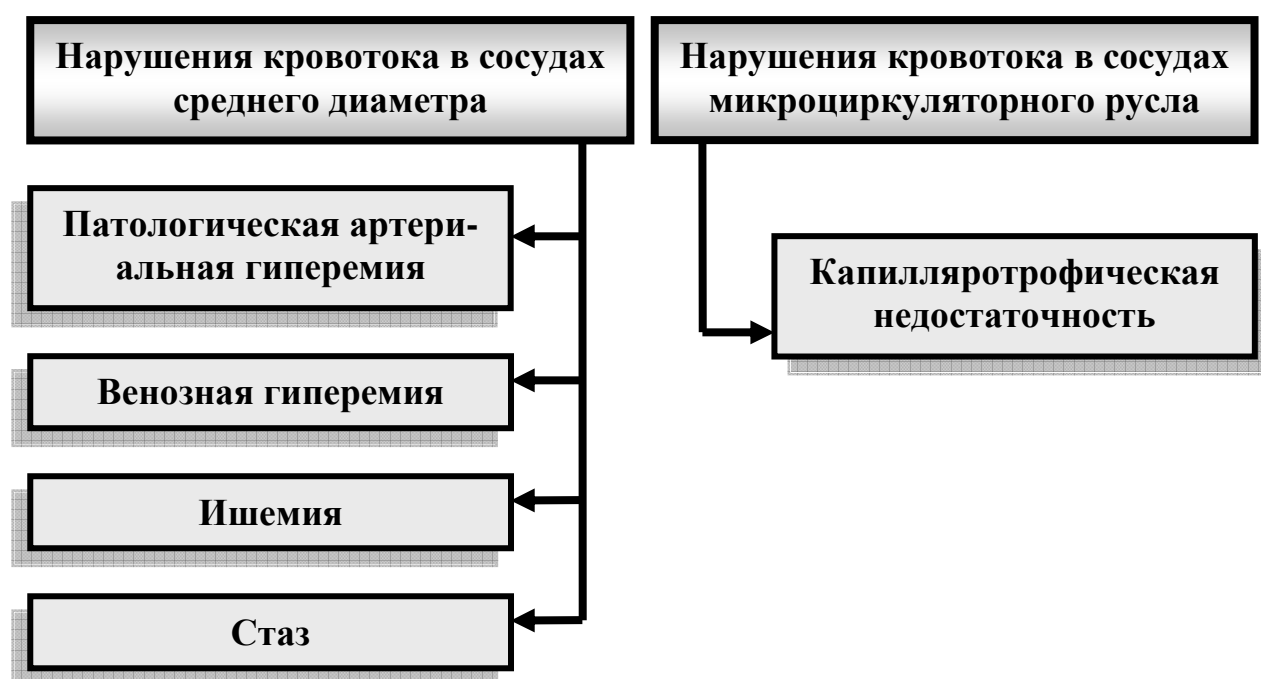 Нарушения кровотока в сосудах
среднего диаметра
Патологическая артери-
альная гиперемия
Венозная гиперемия
Ишемия
Стаз
Нарушения кровотока в сосудах
микроциркуляторного русла
Капилляротрофическая
недостаточность